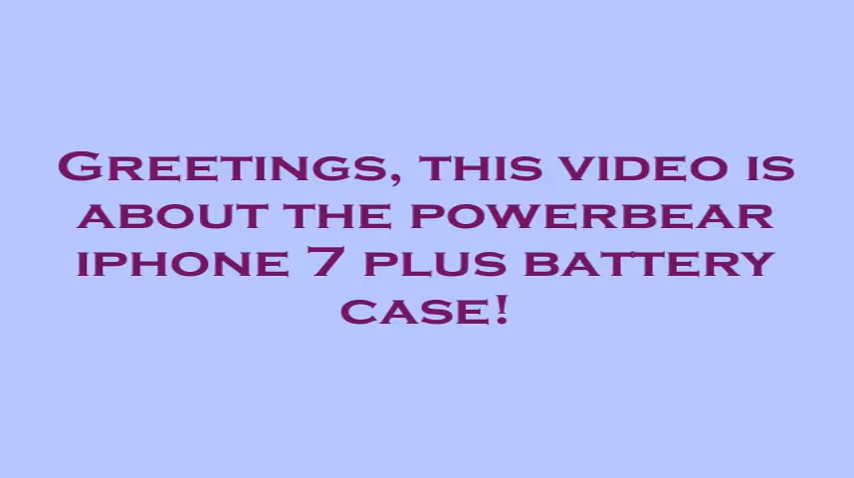 Greetings, this video is
about the powerbear
iphone 7 plus battery
case!